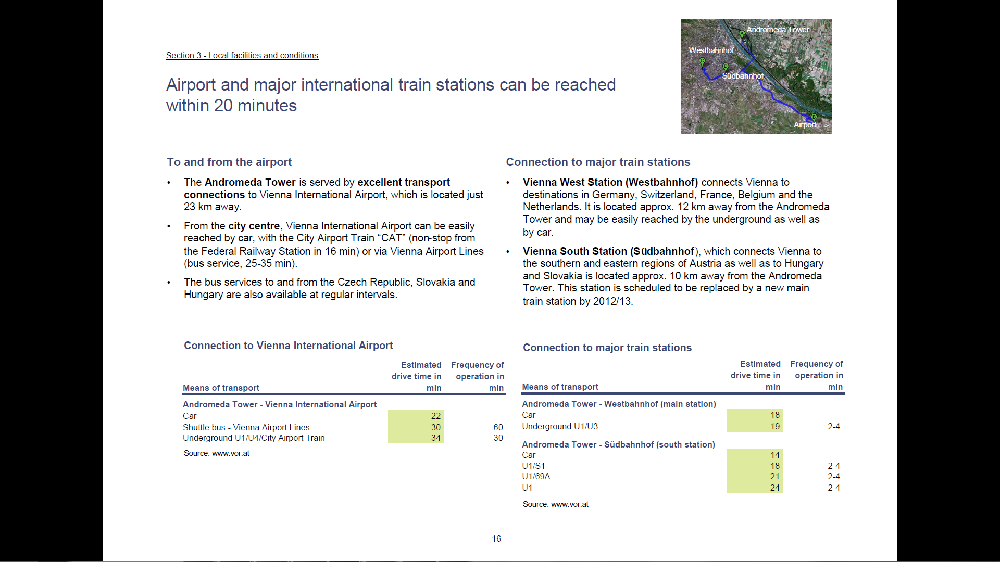 Andromeda Tower
A
Westbahnhof
C
D
Südbahnhof
B
Airport
Section 3 - Local facilities and conditions
Airport and major international train stations can be reached
within 20 minutes
To and from the airport
• The Andromeda Tower is served by excellent transport
connections to Vienna International Airport, which is located just
23 km away.
• From the city centre, Vienna International Airport can be easily
reached by car, with the City Airport Train “CAT” (non-stop from
the Federal Railway Station in 16 min) or via Vienna Airport Lines
(bus service, 25-35 min).
• The bus services to and from the Czech Republic, Slovakia and
Hungary are also available at regular intervals.
Connection to major train stations
• Vienna West Station (Westbahnhof) connects Vienna to
destinations in Germany, Switzerland, France, Belgium and the
Netherlands. It is located approx. 12 km away from the Andromeda
Tower and may be easily reached by the underground as well as
by car.
• Vienna South Station (Südbahnhof), which connects Vienna to
the southern and eastern regions of Austria as well as to Hungary
and Slovakia is located approx. 10 km away from the Andromeda
Tower. This station is scheduled to be replaced by a new main
train station by 2012/13.
Connection to Vienna International Airport
Estimated Frequency of
drive time in operation in
Means of transport min min
Andromeda Tower - Vienna International Airport
Car 22 -
Shuttle bus - Vienna Airport Lines 30 60
Underground U1/U4/City Airport Train 34 30
Source: www.vor.at
Connection to major train stations
Estimated Frequency of
drive time in operation in
Means of transport min min
Andromeda Tower - Westbahnhof (main station)
Car 18 -
Underground U1/U3 19 2-4
Andromeda Tower - Südbahnhof (south station)
Car 14 -
U1/S1 18 2-4
U1/69A 21 2-4
U1 24 2-4
Source: www.vor.at
16